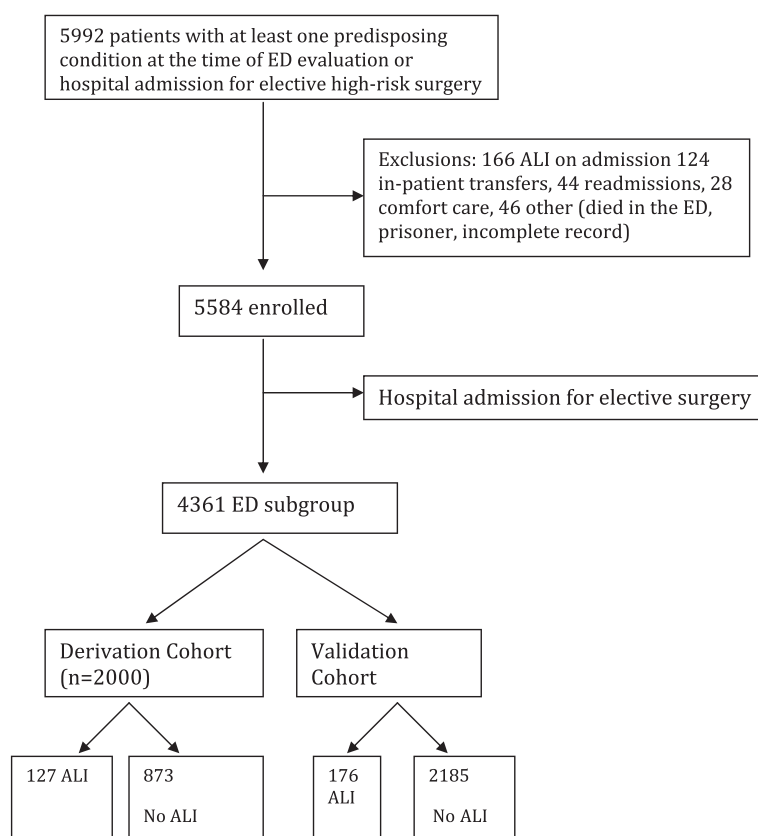 5992 patients with at least one predisposing
condition at the time of ED evaluation or
hospital admission for elective high-risk surgery
Exclusions: 166 ALI on admission 124
in-patient transfers, 44 readmissions, 28
comfort care, 46 other (died in the ED,
prisoner, incomplete record)
5584 enrolled
Hospital admission for elective surgery
4361 ED subgroup
Derivation Cohort
(n=2000)
Validation
Cohort
127 ALI
873
No ALI
176
ALI
2185
No ALI